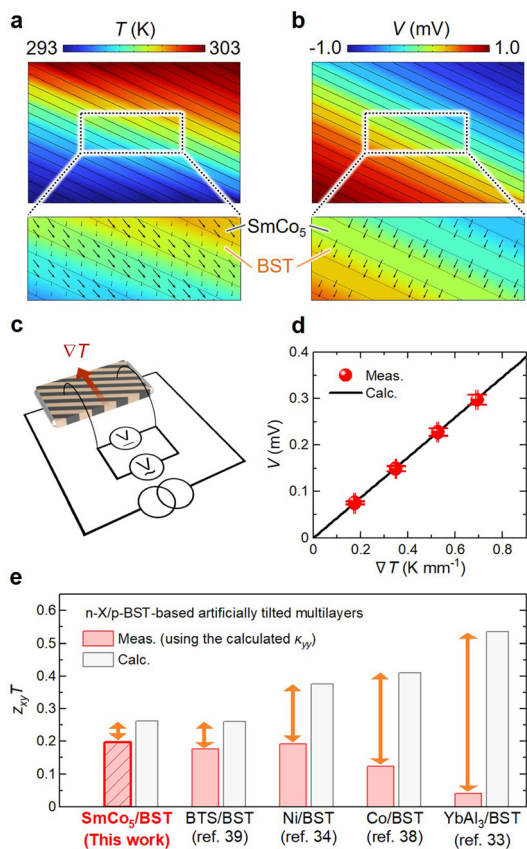 a
T (K)
293
303
b
V (mV)
-1.0
1.0
SmCo₅
BST
c
∇T
V
V
~
d
0.4
0.3
0.2
0.1
0
V (mV)
Meas.
Calc.
0 0.2 0.4 0.6 0.8
∇T (K mm⁻¹)
e
n-X/p-BST-based artificially tilted multilayers
Meas. (using the calculated κyy)
Calc.
0.6
0.5
0.4
0.3
0.2
0.1
0
zxyT
SmCo₅/BST
(This work)
BTS/BST
(ref. 39)
Ni/BST
(ref. 34)
Co/BST
(ref. 38)
YbAl₃/BST
(ref. 33)